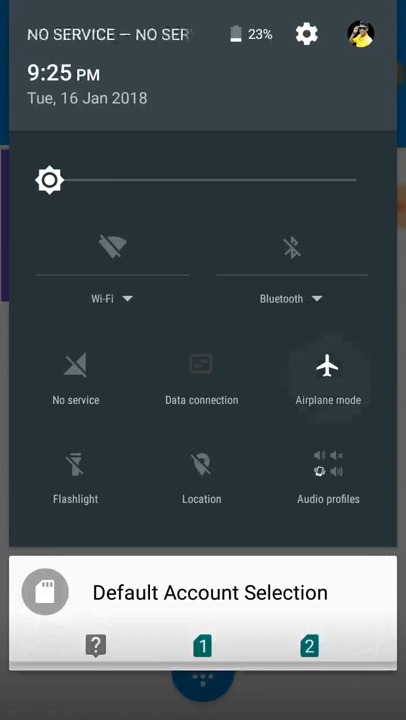 NO SERVICE — NO SER
23%
9:25 PM
Tue, 16 Jan 2018
Wi-Fi
Bluetooth
No service
Data connection
Airplane mode
Flashlight
Location
Audio profiles
Default Account Selection
?
1
2